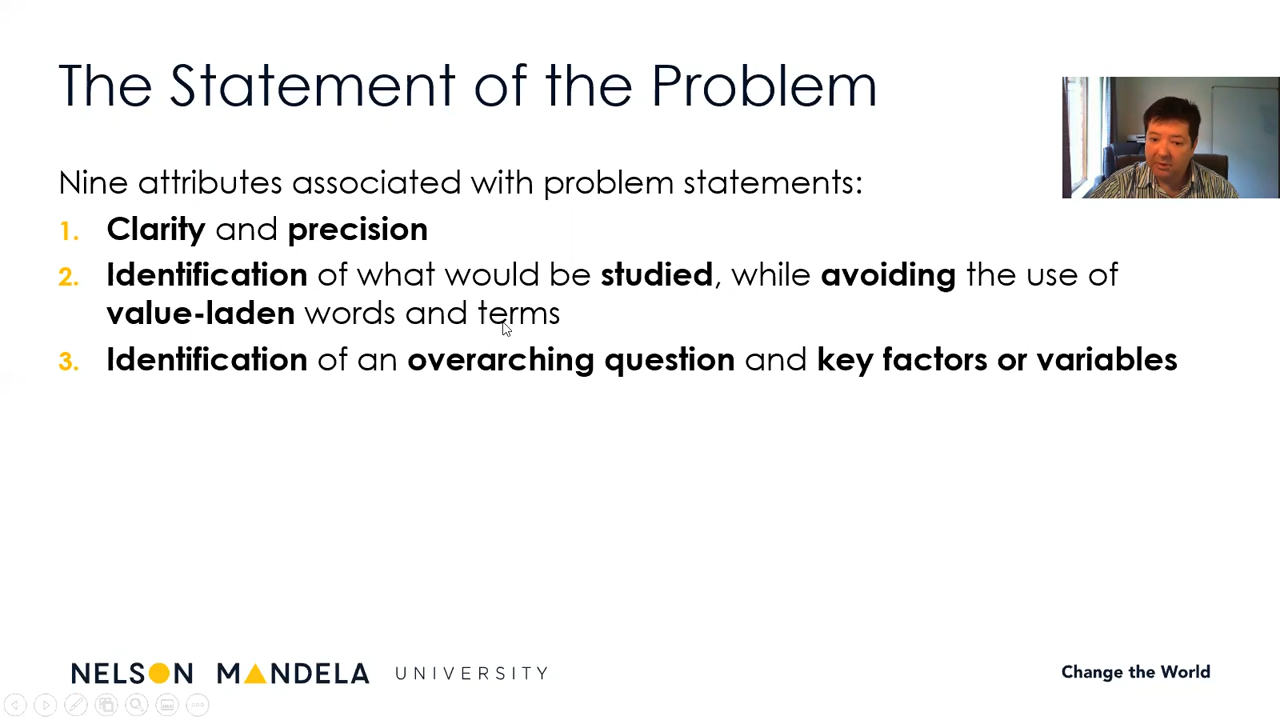 The Statement of the Problem
Nine attributes associated with problem statements:
1. Clarity and precision
2. Identification of what would be studied, while avoiding the use of
value-laden words and terms
3. Identification of an overarching question and key factors or variables
NELSON MANDELA UNIVERSITY
Change the World